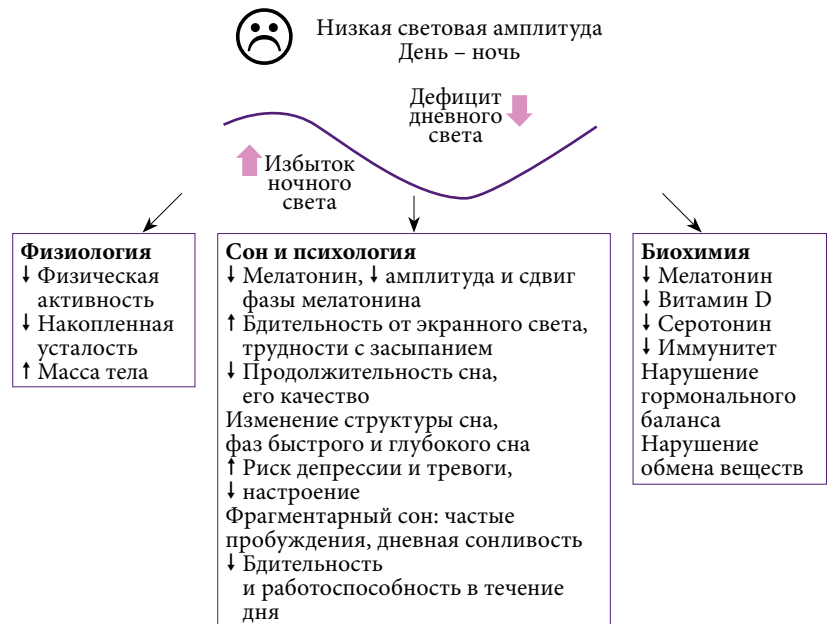 Низкая световая амплитуда
День – ночь
Дефицит
дневного
света
Избыток
ночного
света
Физиология
↓ Физическая
активность
↓ Накопленная
усталость
↑ Масса тела
Сон и психология
↓ Мелатонин, ↓ амплитуда и сдвиг
фазы мелатонина
↑ Бдительность от экранного света,
трудности с засыпанием
↓ Продолжительность сна,
его качество
Изменение структуры сна,
фаз быстрого и глубокого сна
↑ Риск депрессии и тревоги,
↓ настроение
Фрагментарный сон: частые
пробуждения, дневная сонливость
↓ Бдительность
и работоспособность в течение
дня
Биохимия
↓ Мелатонин
↓ Витамин D
↓ Серотонин
↓ Иммунитет
Нарушение
гормонального
баланса
Нарушение
обмена веществ